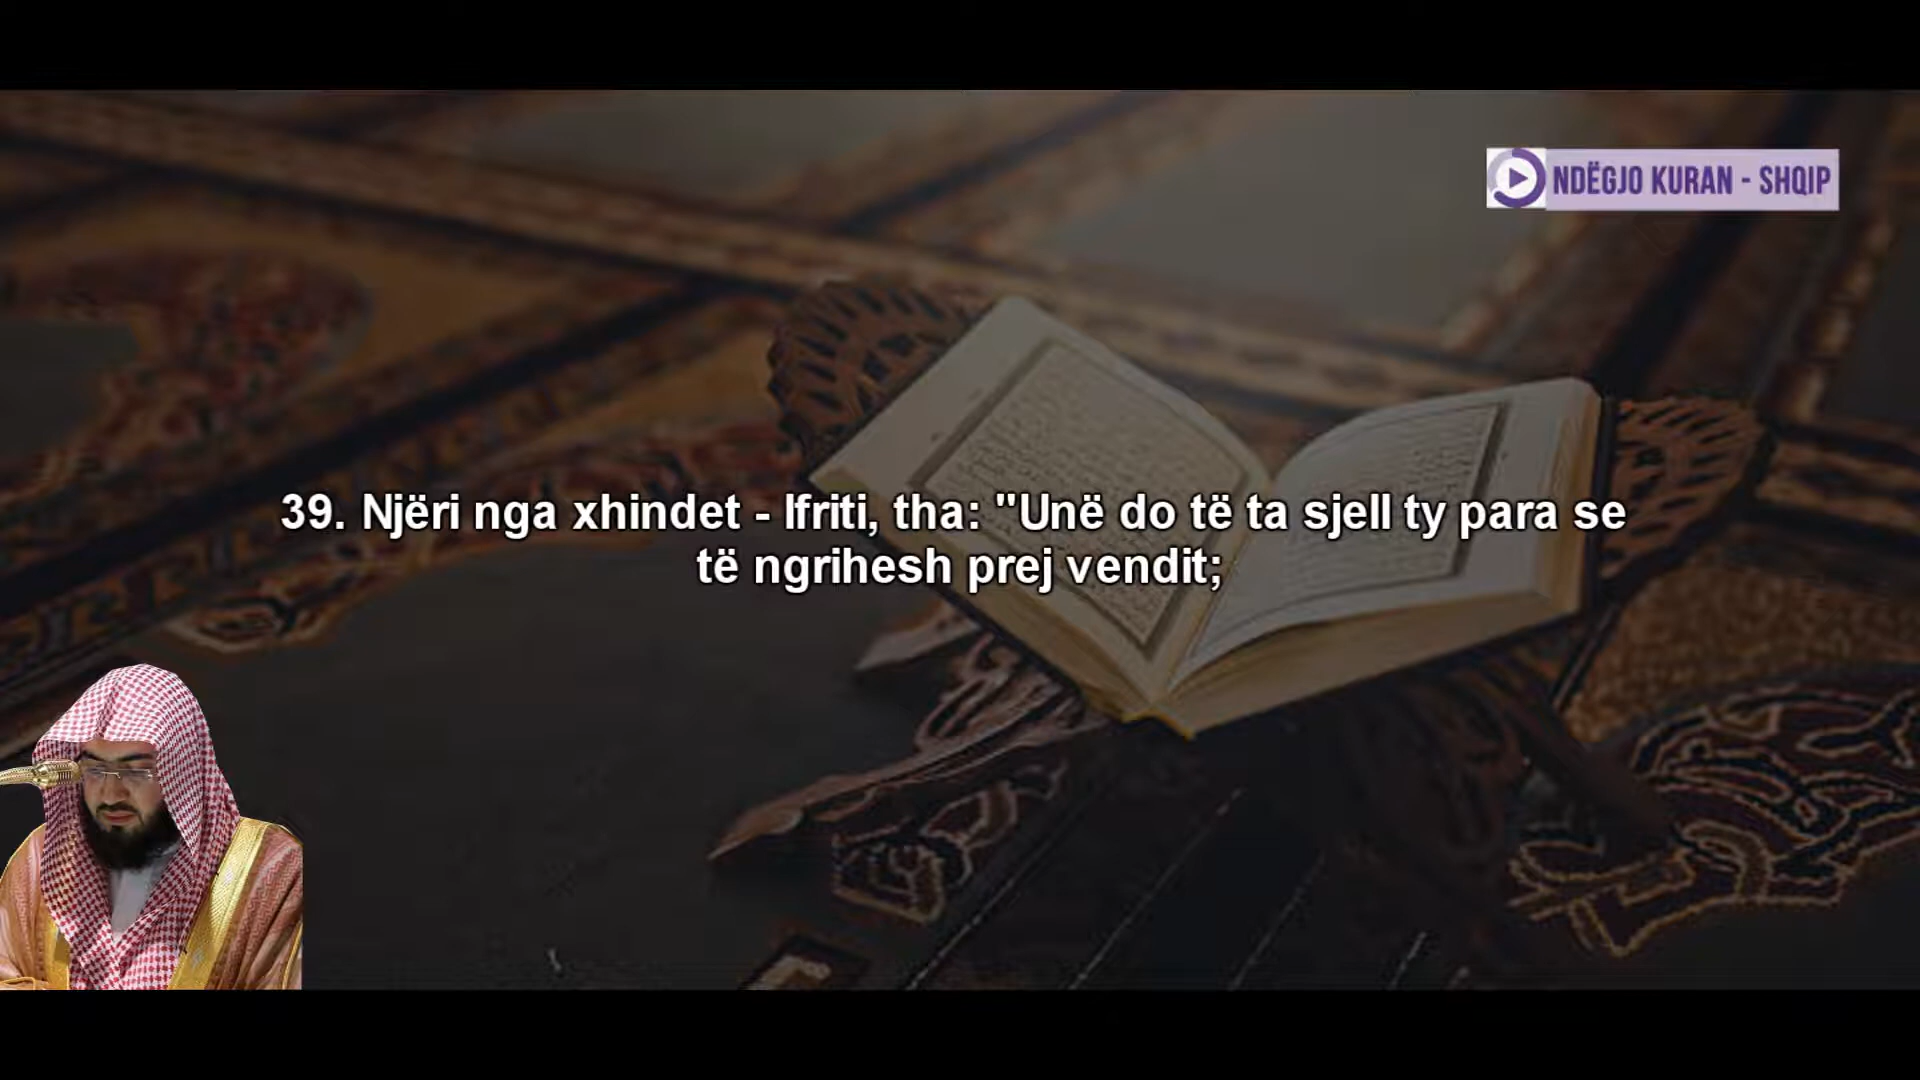 NDËGJO KURAN - SHQIP
39. Njëri nga xhindet - Ifriti, tha: "Unë do të ta sjell ty para se
të ngrihesh prej vendit;